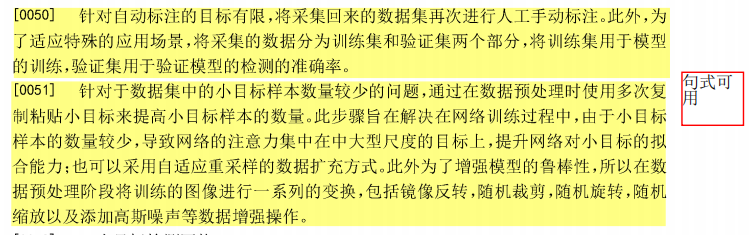 [0050] 针对自动标注的目标有限,将采集回来的数据集再次进行人工手动标注。此外,为
了适应特殊的应用场景,将采集的数据分为训练集和验证集两个部分,将训练集用于模型
的训练,验证集用于验证模型的检测的准确率。
[0051] 针对于数据集中的小目标样本数量较少的问题,通过在数据预处理时使用多次复
制粘贴小目标来提高小目标样本的数量。此步骤旨在解决在网络训练过程中,由于小目标
样本的数量较少,导致网络的注意力集中在中大型尺度的目标上,提升网络对小目标的拟
合能力;也可以采用自适应重采样的数据扩充方式。此外为了增强模型的鲁棒性,所以在数
据预处理阶段将训练的图像进行一系列的变换,包括镜像反转,随机裁剪,随机旋转,随机
缩放以及添加高斯噪声等数据增强操作。
句式可
用